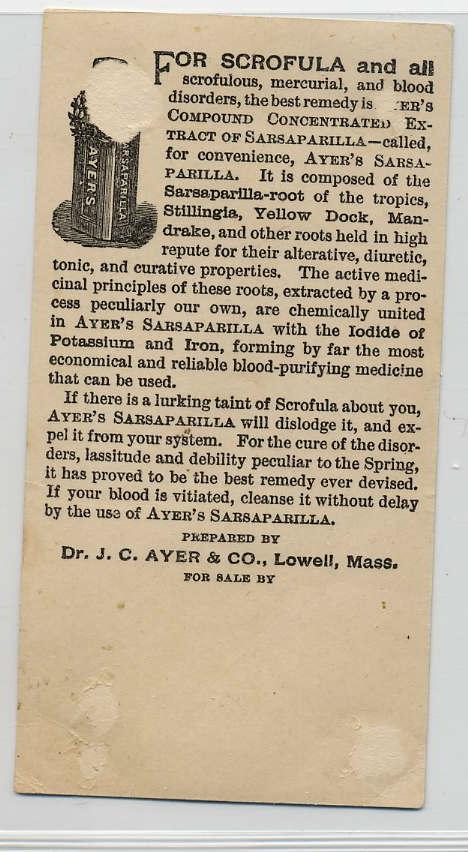 FOR SCROFULA and all
scrofulous, mercurial, and blood
disorders, the best remedy is ER'S
COMPOUND CONCENTRATED EX-
TRACT OF SARSAPARILLA—called,
for convenience, AYER'S SARSA-
PARILLA. It is composed of the
Sarsaparilla-root of the tropics,
Stillingia, Yellow Dock, Man-
drake, and other roots held in high
repute for their alterative, diuretic,
tonic, and curative properties. The active medi-
cinal principles of these roots, extracted by a pro-
cess peculiarly our own, are chemically united
in AYER'S SARSAPARILLA with the Iodide of
Potassium and Iron, forming by far the most
economical and reliable blood-purifying medicine
that can be used.
If there is a lurking taint of Scrofula about you,
AYER'S SARSAPARILLA will dislodge it, and ex-
pel it from your system. For the cure of the disor-
ders, lassitude and debility peculiar to the Spring,
it has proved to be the best remedy ever devised.
If your blood is vitiated, cleanse it without delay
by the use of AYER'S SARSAPARILLA.
PREPARED BY
Dr. J. C. AYER & CO., Lowell, Mass.
FOR SALE BY
AYER'S
SAPARILLA